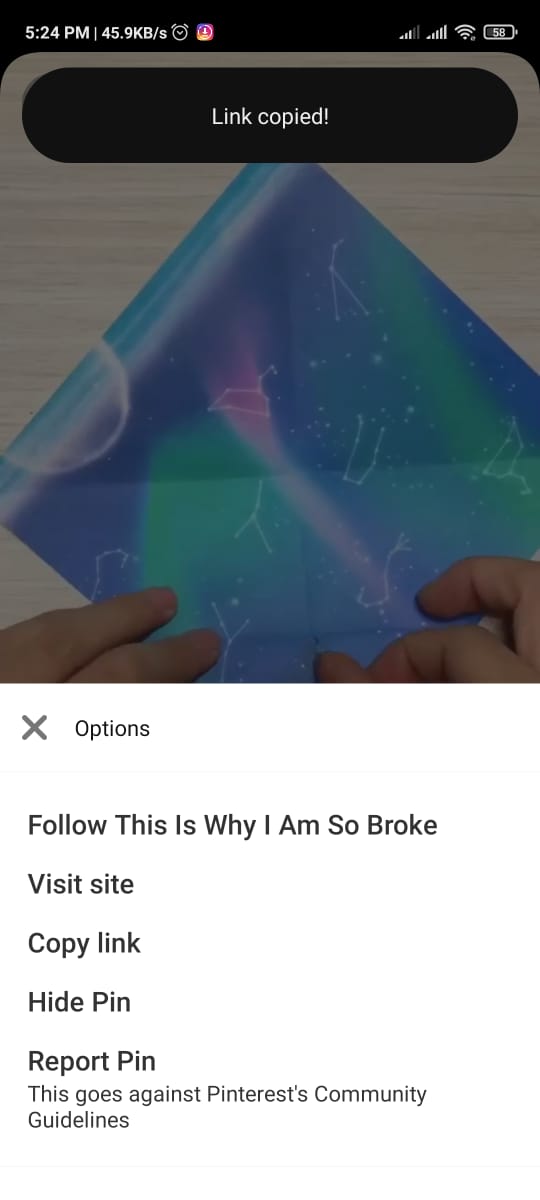 5:24 PM | 45.9KB/s 58
Link copied!
Options
Follow This Is Why I Am So Broke
Visit site
Copy link
Hide Pin
Report Pin
This goes against Pinterest's Community
Guidelines